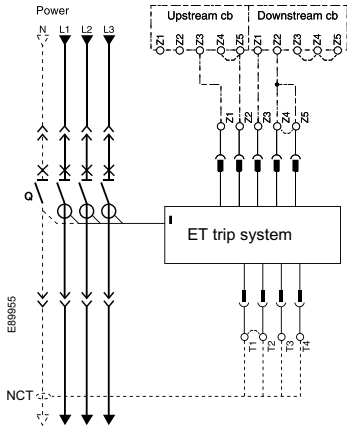 Power
Upstream cb
Downstream cb
N L1 L2 L3
Z1 Z2 Z3 Z4 Z5 Z1 Z2 Z3 Z4 Z5
Z1 Z2 Z3 Z4 Z5
Q
ET trip system
E89955
T1 T2 T3 T4
NCT